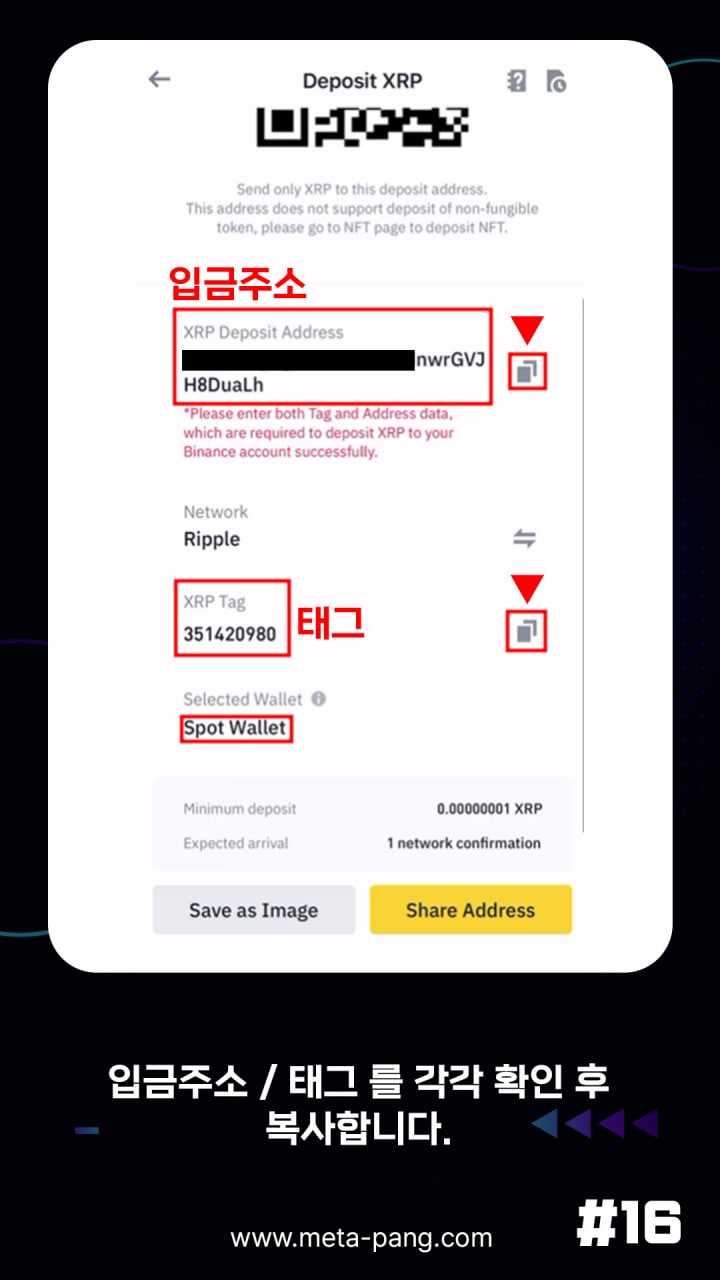 Deposit XRP
Send only XRP to this deposit address.
This address does not support deposit of non-fungible
token, please go to NFT page to deposit NFT.
입금주소
XRP Deposit Address
nwrGVJ
H8DuaLh
*Please enter both Tag and Address data,
which are required to deposit XRP to your
Binance account successfully.
Network
Ripple
XRP Tag
351420980
태그
Selected Wallet
Spot Wallet
Minimum deposit 0.00000001 XRP
Expected arrival 1 network confirmation
Save as Image Share Address
입금주소 / 태그 를 각각 확인 후
복사합니다.
#16
www.meta-pang.com